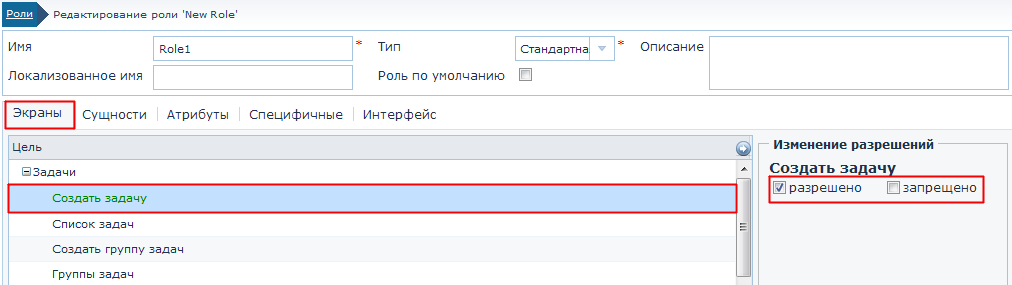 Роли Редактирование роли 'New Role'
Имя Role1 * Тип Стандартна * Описание
Локализованное имя Роль по умолчанию
Экраны Сущности Атрибуты Специфичные Интерфейс
Цель
Задачи
Создать задачу
Список задач
Создать группу задач
Группы задач
Изменение разрешений
Создать задачу
разрешено запрещено